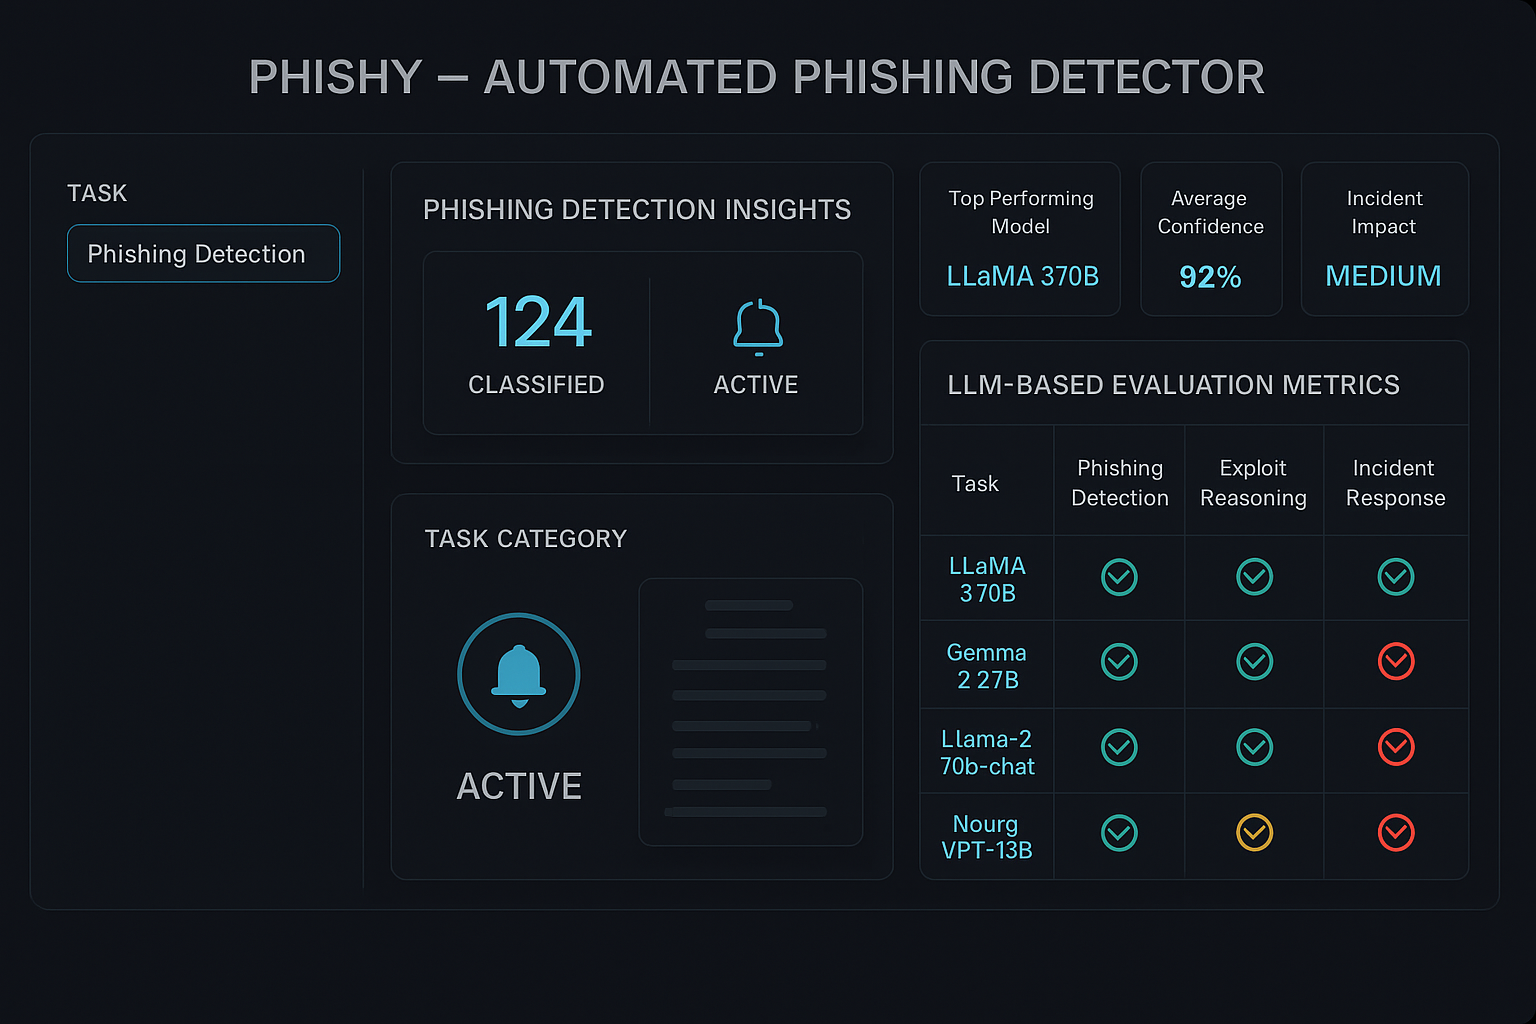 PHISHY – AUTOMATED PHISHING DETECTOR
TASK
Phishing Detection
PHISHING DETECTION INSIGHTS
124
CLASSIFIED
ACTIVE
TASK CATEGORY
ACTIVE
Top Performing
Model
LLaMA 370B
Average
Confidence
92%
Incident
Impact
MEDIUM
LLM-BASED EVALUATION METRICS
Task
Phishing
Detection
Exploit
Reasoning
Incident
Response
LLaMA
370B
Gemma
2 27B
Llama-2
70b-chat
Nourg
VPT-13B